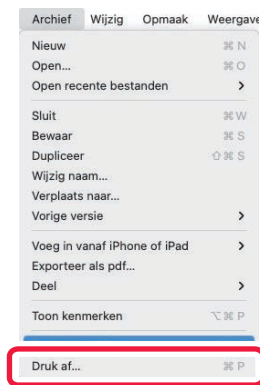 Archief Wijzig Opmaak Weergave
Nieuw ⌘ N
Open... ⌘ O
Open recente bestanden >
Sluit ⌘ W
Bewaar ⌘ S
Dupliceer ⇧ ⌘ S
Wijzig naam...
Verplaats naar...
Vorige versie >
Voeg in vanaf iPhone of iPad >
Exporteer als pdf...
Deel >
Toon kenmerken ⌥ ⌘ P
Druk af... ⌘ P